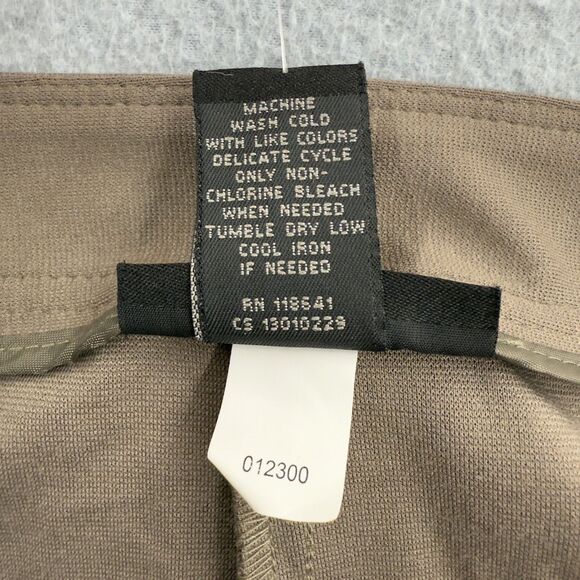 MACHINE
WASH COLD
WITH LIKE COLORS
DELICATE CYCLE
ONLY NON-
CHLORINE BLEACH
WHEN NEEDED
TUMBLE DRY LOW
COOL IRON
IF NEEDED
RN 118641
CS 13010229
012300